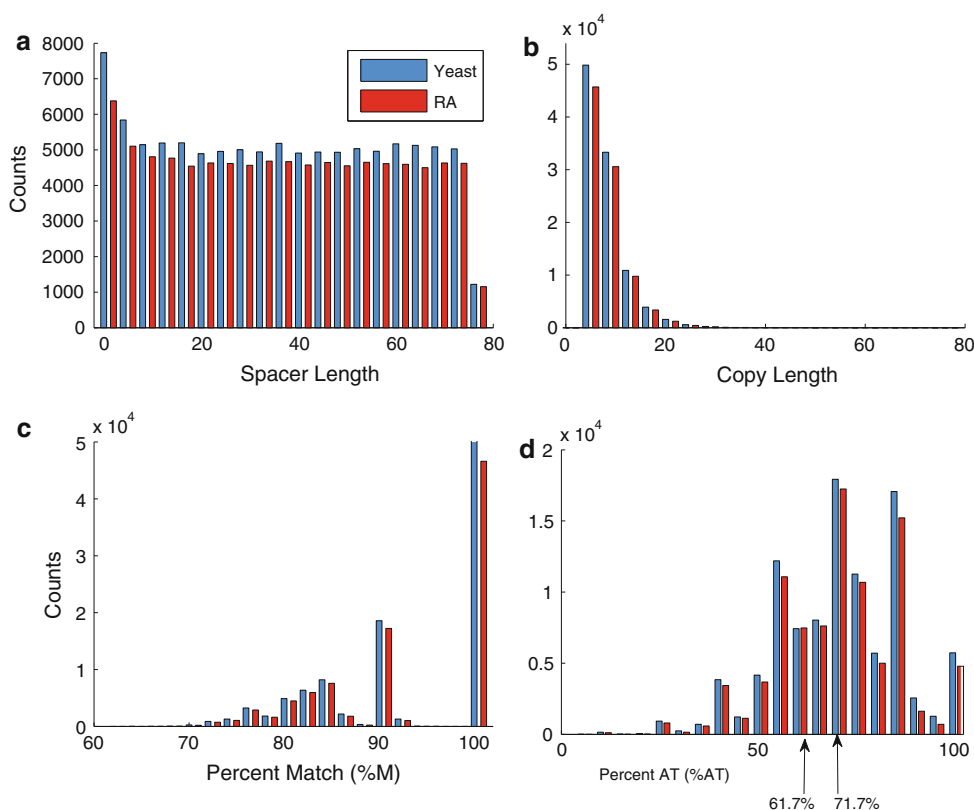 a
8000
7000
6000
5000
4000
3000
2000
1000
0
Counts
0 20 40 60 80
Spacer Length
Yeast
RA
b
x 10^4
5
4
3
2
1
0
0 20 40 60 80
Copy Length
c
x 10^4
5
4
3
2
1
0
Counts
60 70 80 90 100
Percent Match (%M)
d
x 10^4
2
1.5
1
0.5
0
0 50 100
Percent AT (%AT)
61.7% 71.7%